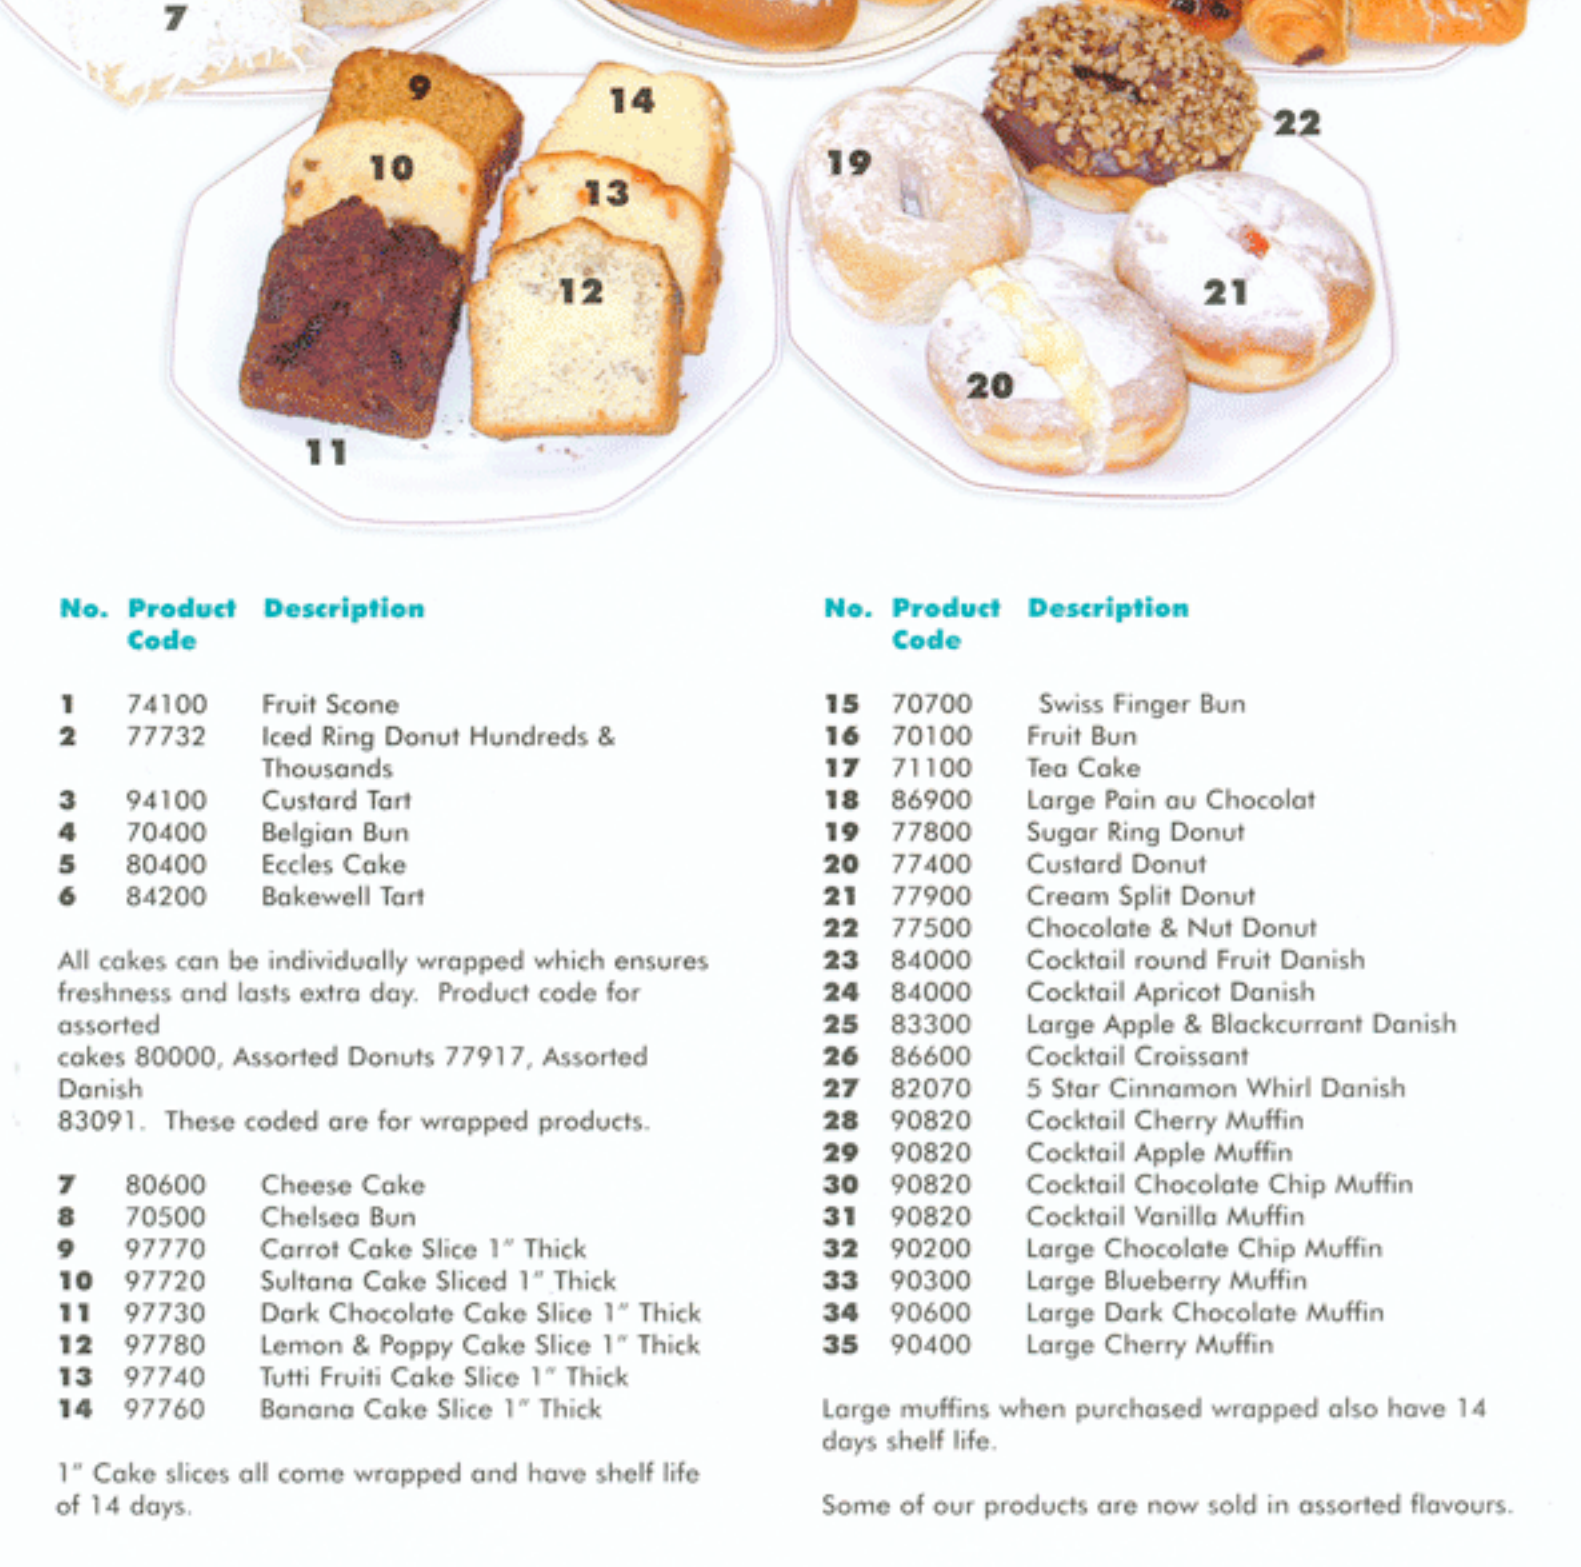 7
9
14
22
10
19
13
12
21
20
11
No. Product Description
Code
1 74100 Fruit Scone
2 77732 Iced Ring Donut Hundreds &
Thousands
3 94100 Custard Tart
4 70400 Belgian Bun
5 80400 Eccles Cake
6 84200 Bakewell Tart
All cakes can be individually wrapped which ensures
freshness and lasts extra day. Product code for
assorted
cakes 80000, Assorted Donuts 77917, Assorted
Danish
83091. These coded are for wrapped products.
7 80600 Cheese Cake
8 70500 Chelsea Bun
9 97770 Carrot Cake Slice 1" Thick
10 97720 Sultana Cake Sliced 1" Thick
11 97730 Dark Chocolate Cake Slice 1" Thick
12 97780 Lemon & Poppy Cake Slice 1" Thick
13 97740 Tutti Fruiti Cake Slice 1" Thick
14 97760 Banana Cake Slice 1" Thick
1" Cake slices all come wrapped and have shelf life
of 14 days.
No. Product Description
Code
15 70700 Swiss Finger Bun
16 70100 Fruit Bun
17 71100 Tea Cake
18 86900 Large Pain au Chocolat
19 77800 Sugar Ring Donut
20 77400 Custard Donut
21 77900 Cream Split Donut
22 77500 Chocolate & Nut Donut
23 84000 Cocktail round Fruit Danish
24 84000 Cocktail Apricot Danish
25 83300 Large Apple & Blackcurrant Danish
26 86600 Cocktail Croissant
27 82070 5 Star Cinnamon Whirl Danish
28 90820 Cocktail Cherry Muffin
29 90820 Cocktail Apple Muffin
30 90820 Cocktail Chocolate Chip Muffin
31 90820 Cocktail Vanilla Muffin
32 90200 Large Chocolate Chip Muffin
33 90300 Large Blueberry Muffin
34 90600 Large Dark Chocolate Muffin
35 90400 Large Cherry Muffin
Large muffins when purchased wrapped also have 14
days shelf life.
Some of our products are now sold in assorted flavours.